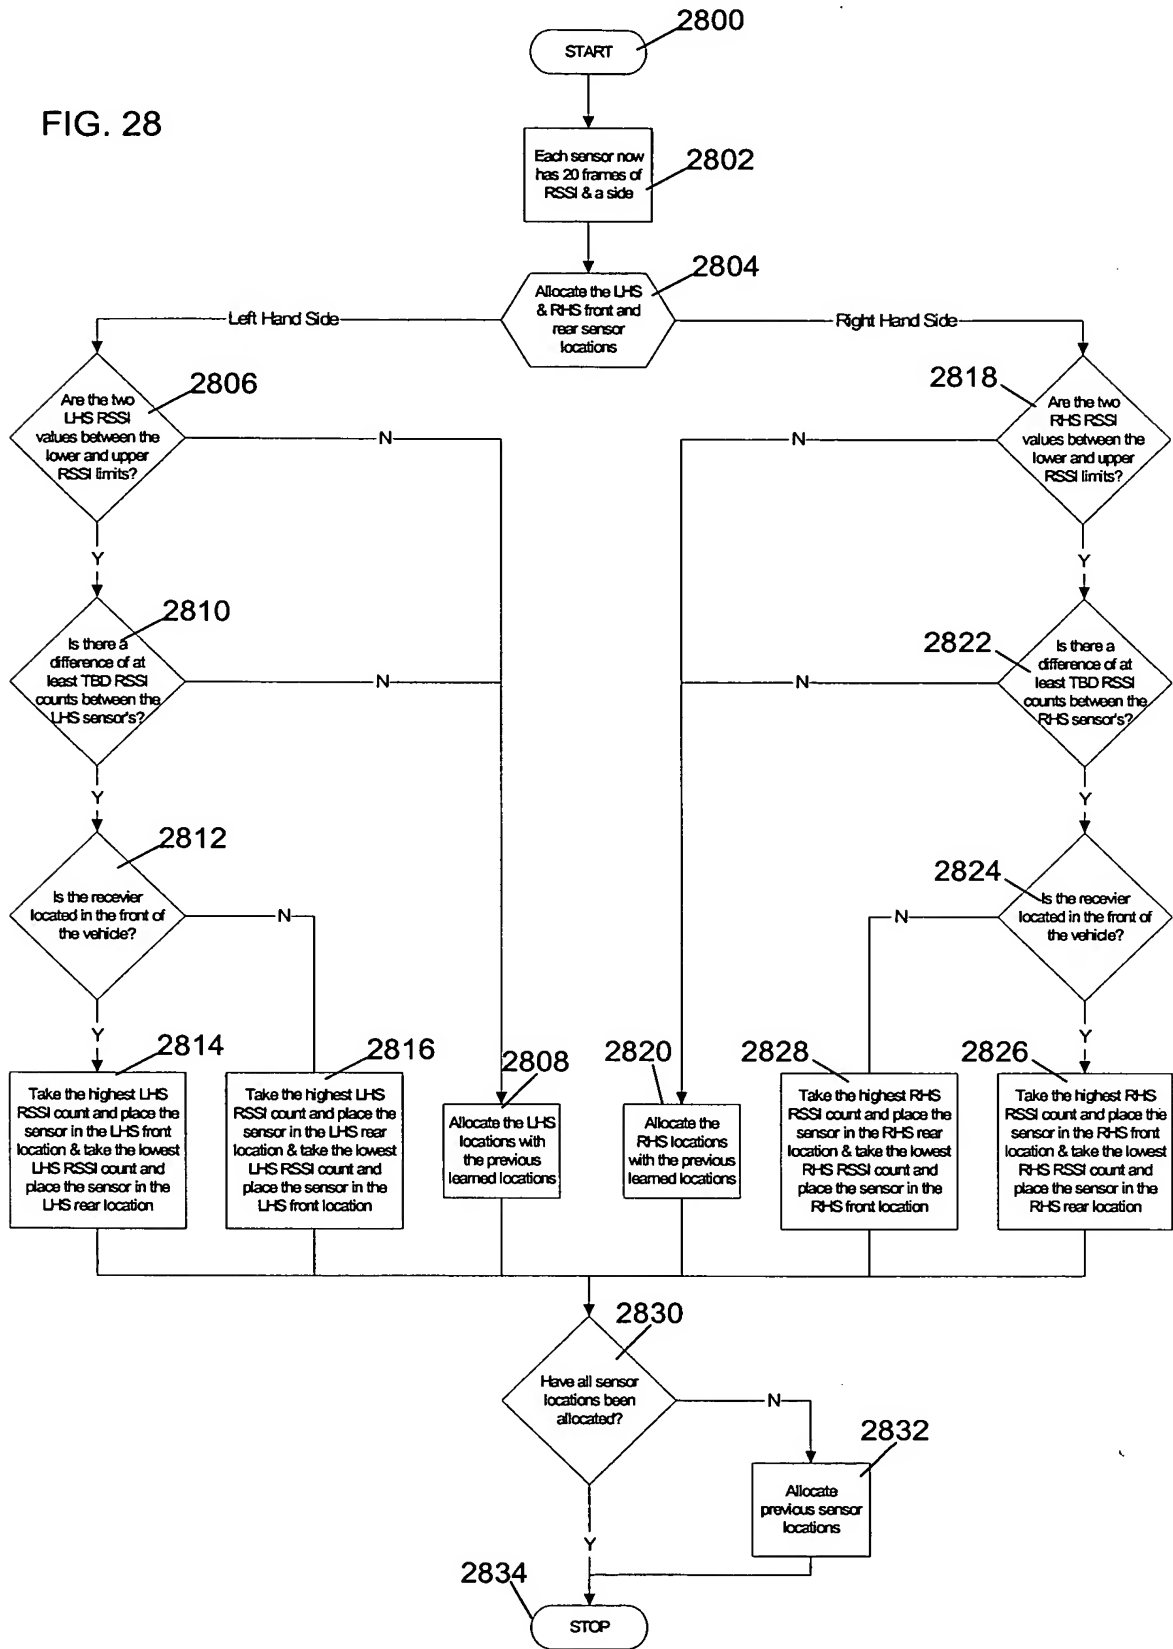 2800
START
FIG. 28
Each sensor now
has 20 frames of
RSSI & a side
2802
2804
Allocate the LHS
& RHS front and
rear sensor
locations
Left Hand Side
Right Hand Side
2806
Are the two
LHS RSSI
values between the
lower and upper
RSSI limits?
N
2818
Are the two
RHS RSSI
values between the
lower and upper
RSSI limits?
N
Y
Y
2810
Is there a
difference of at
least TBD RSSI
counts between the
LHS sensor's?
N
2822
Is there a
difference of at
least TBD RSSI
counts between the
RHS sensor's?
N
Y
Y
2812
Is the recevier
located in the front of
the vehicle?
N
2824
Is the recevier
located in the front of
the vehicle?
N
Y
Y
2814
Take the highest LHS
RSSI count and place the
sensor in the LHS front
location & take the lowest
LHS RSSI count and
place the sensor in the
LHS rear location
2816
Take the highest LHS
RSSI count and place the
sensor in the LHS rear
location & take the lowest
LHS RSSI count and
place the sensor in the
LHS front location
2808
Allocate the LHS
locations with
the previous
learned locations
2820
Allocate the
RHS locations
with the previous
learned locations
2828
Take the highest RHS
RSSI count and place the
sensor in the RHS rear
location & take the lowest
RHS RSSI count and
place the sensor in the
RHS front location
2826
Take the highest RHS
RSSI count and place the
sensor in the RHS front
location & take the lowest
RHS RSSI count and
place the sensor in the
RHS rear location
2830
Have all sensor
locations been
allocated?
N
2832
Allocate
previous sensor
locations
Y
2834
STOP